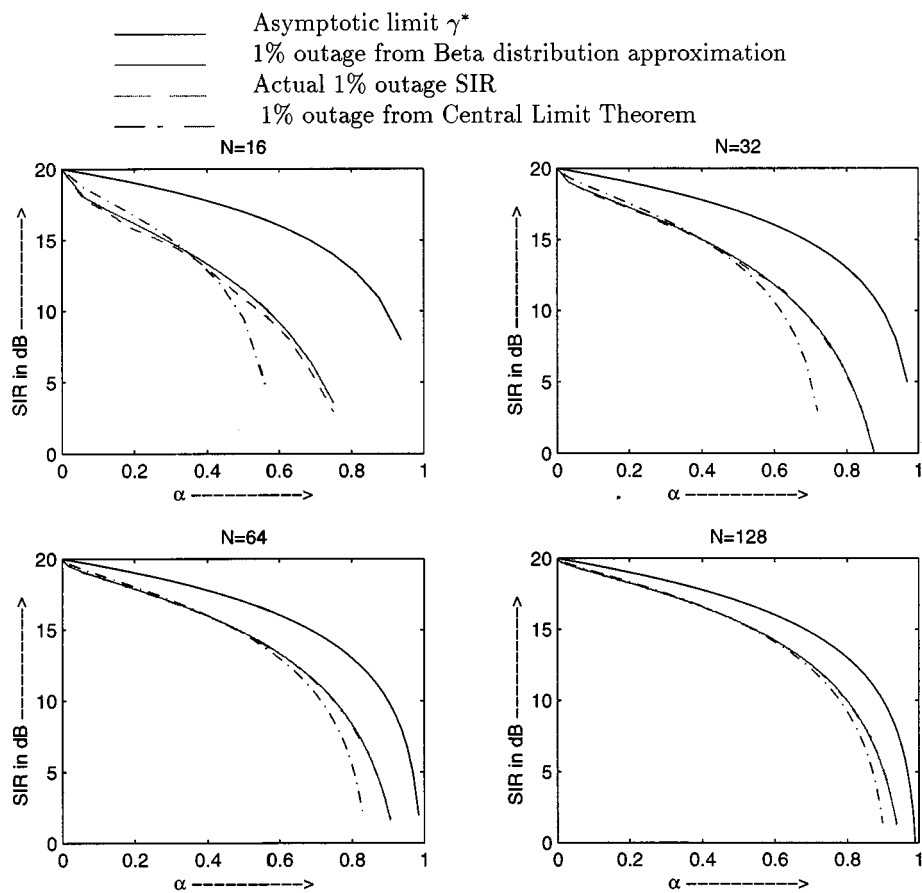 Asymptotic limit γ*
1% outage from Beta distribution approximation
Actual 1% outage SIR
1% outage from Central Limit Theorem
N=16
20
15
10
5
0
SIR in dB ---------->
0
0.2
0.4
0.6
0.8
1
α ------------->
N=32
20
15
10
5
0
SIR in dB ---------->
0
0.2
0.4
0.6
0.8
1
α ------------->
N=64
20
15
10
5
0
SIR in dB ---------->
0
0.2
0.4
0.6
0.8
1
α ------------->
N=128
20
15
10
5
0
SIR in dB ---------->
0
0.2
0.4
0.6
0.8
1
α ------------->